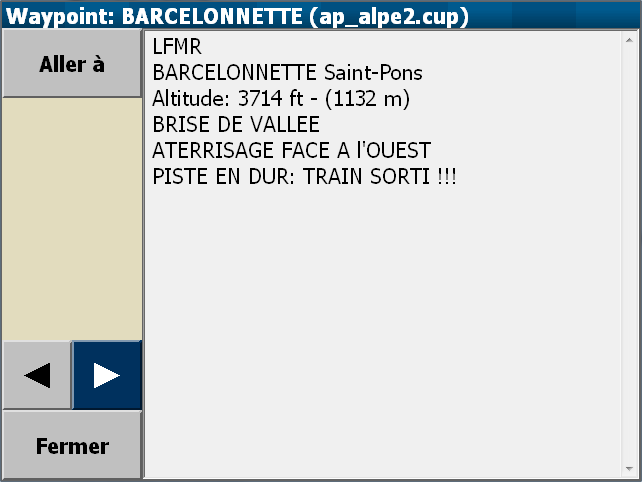 Waypoint: BARCELONNETTE (ap_alpe2.cup)
Aller à
LFMR
BARCELONNETTE Saint-Pons
Altitude: 3714 ft - (1132 m)
BRISE DE VALLEE
ATERRISAGE FACE A l'OUEST
PISTE EN DUR: TRAIN SORTI !!!
Fermer